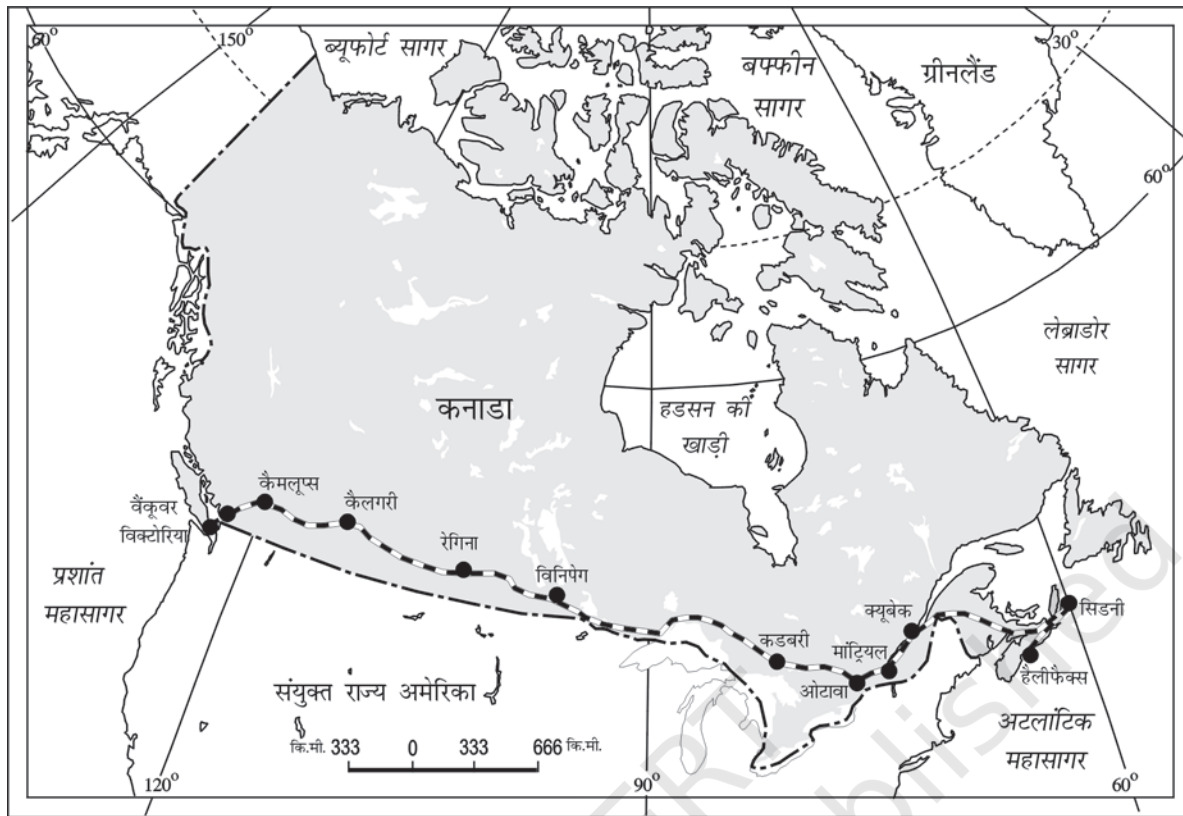 60°
150°
ब्यूफोर्ट सागर
बफ्फीन
सागर
ग्रीनलैंड
30°
60°
लेब्राडोर
सागर
कनाडा
हडसन की
खाड़ी
वैंकूवर
विक्टोरिया
कैमलूप्स
कैलगरी
रेगिना
विनिपेग
प्रशांत
महासागर
क्यूबेक
सिडनी
कडबरी
मांट्रियल
ओटावा
हैलीफैक्स
संयुक्त राज्य अमेरिका
अटलांटिक
महासागर
कि.मी. 333 0 333 666 कि.मी.
120°
90°
60°